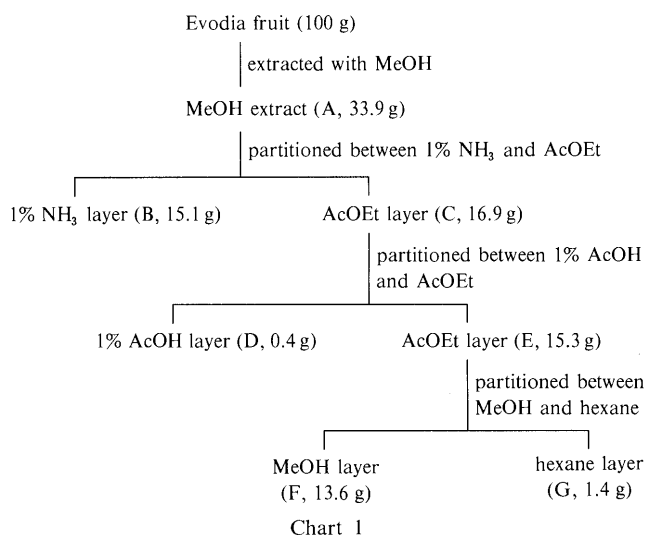 Evodia fruit (100 g)
extracted with MeOH
MeOH extract (A, 33.9 g)
partitioned between 1% NH₃ and AcOEt
1% NH₃ layer (B, 15.1 g)
AcOEt layer (C, 16.9 g)
partitioned between 1% AcOH
and AcOEt
1% AcOH layer (D, 0.4 g)
AcOEt layer (E, 15.3 g)
partitioned between
MeOH and hexane
MeOH layer
(F, 13.6 g)
hexane layer
(G, 1.4 g)
Chart 1